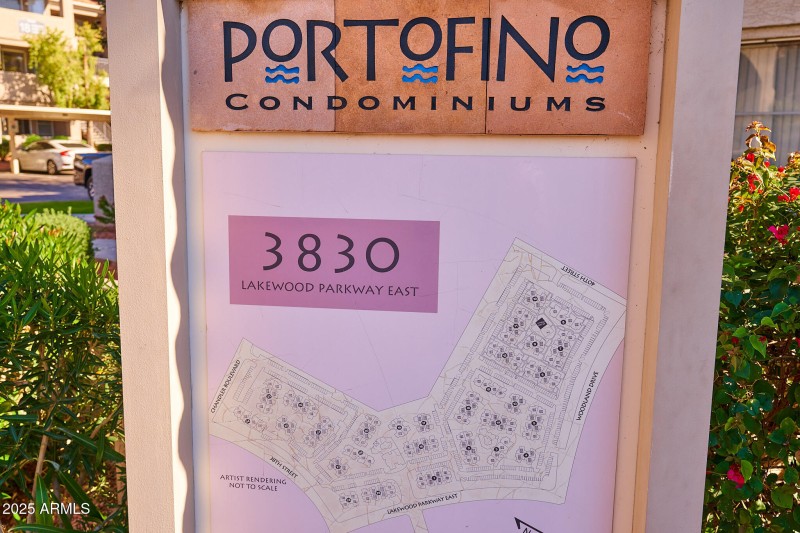 PORTOFINO
CONDOMINIUMS
3830
LAKEWOOD PARKWAY EAST
40TH STREET
CHANDLER BOULEVARD
WOODLAND DRIVE
38TH STREET
ARTIST RENDERING
NOT TO SCALE
LAKEWOOD PARKWAY EAST
2025 ARMLS